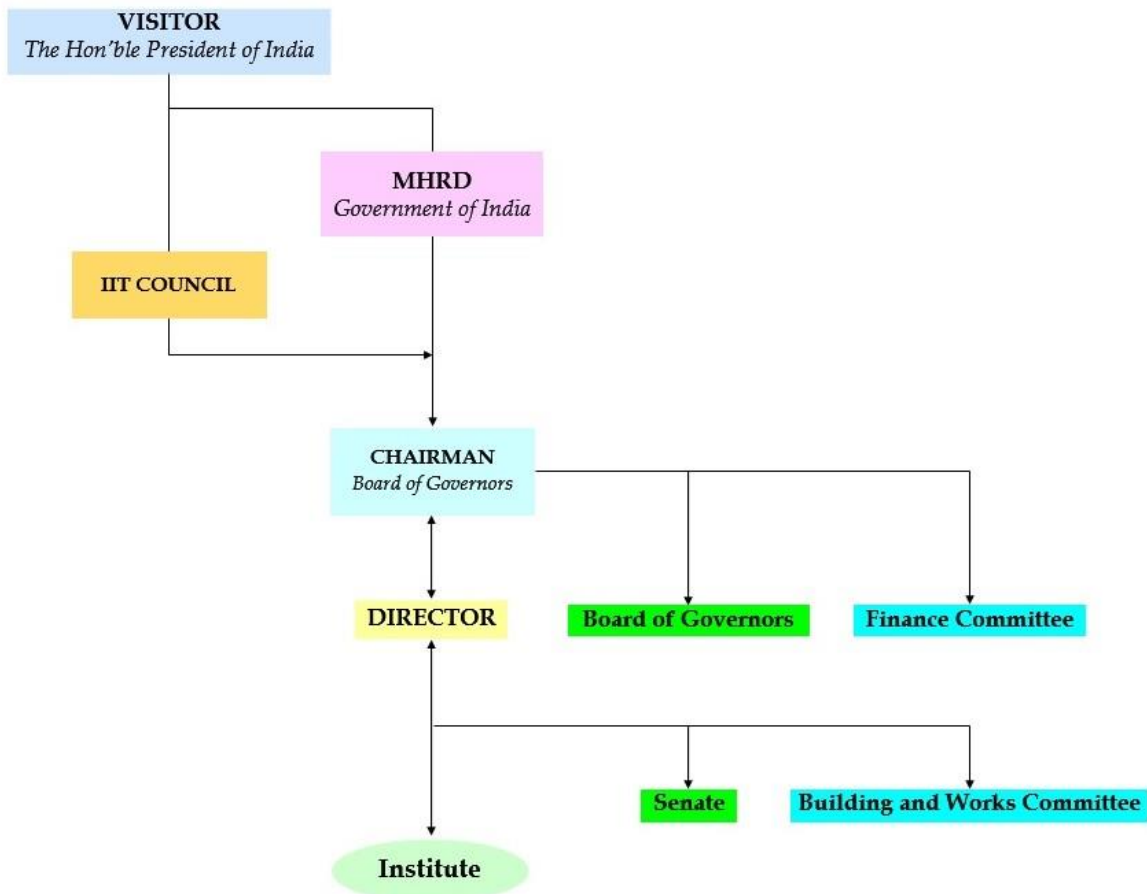 VISITOR
The Hon'ble President of India
MHRD
Government of India
IIT COUNCIL
CHAIRMAN
Board of Governors
DIRECTOR
Board of Governors
Finance Committee
Senate
Building and Works Committee
Institute